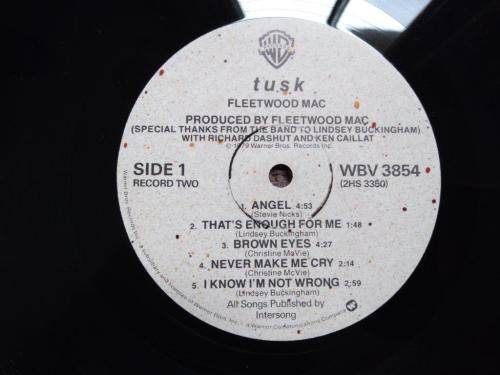 tusk
FLEETWOOD MAC
PRODUCED BY FLEETWOOD MAC
(SPECIAL THANKS FROM THE BAND TO LINDSEY BUCKINGHAM)
WITH RICHARD DASHUT AND KEN CAILLAT
℗ 1979 Warner Bros. Records Inc.
SIDE 1
RECORD TWO
WBV 3854
(2HS 3350)
1. ANGEL 4:53
(Stevie Nicks)
2. THAT'S ENOUGH FOR ME 1:48
(Lindsey Buckingham)
3. BROWN EYES 4:27
(Christine McVie)
4. NEVER MAKE ME CRY 2:14
(Christine McVie)
5. I KNOW I'M NOT WRONG 2:59
(Lindsey Buckingham)
All Songs Published by
Intersong
a Warner Communications Company